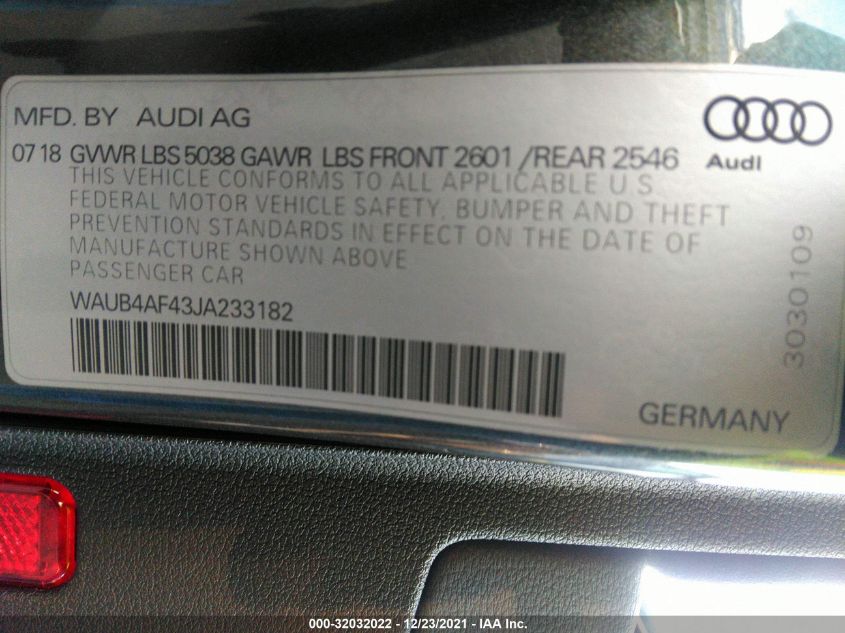 MFD. BY AUDI AG
Audi
07 18 GVWR LBS 5038 GAWR LBS FRONT 2601 /REAR 2546
THIS VEHICLE CONFORMS TO ALL APPLICABLE U S
FEDERAL MOTOR VEHICLE SAFETY, BUMPER AND THEFT
PREVENTION STANDARDS IN EFFECT ON THE DATE OF
MANUFACTURE SHOWN ABOVE
PASSENGER CAR
WAUB4AF43JA233182
3030109
GERMANY
000-32032022 - 12/23/2021 - IAA Inc.